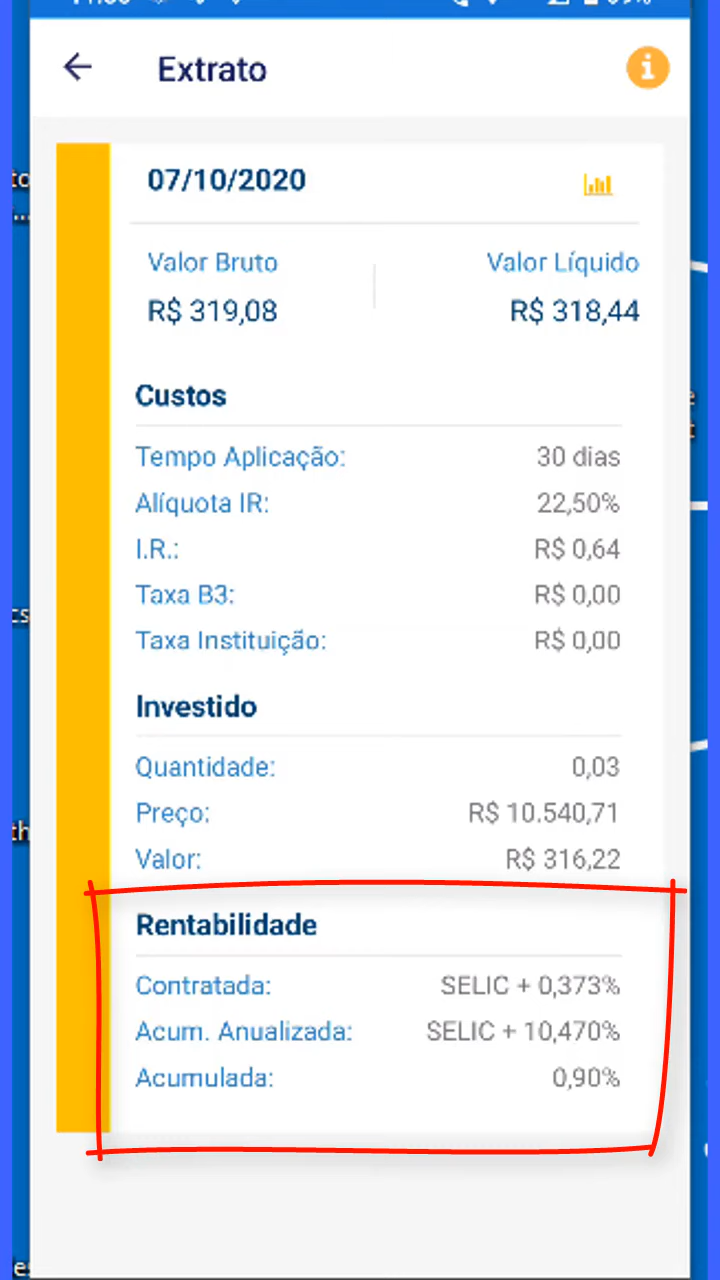 Extrato
07/10/2020
Valor Bruto Valor Líquido
R$ 319,08 R$ 318,44
Custos
Tempo Aplicação: 30 dias
Alíquota IR: 22,50%
I.R.: R$ 0,64
Taxa B3: R$ 0,00
Taxa Instituição: R$ 0,00
Investido
Quantidade: 0,03
Preço: R$ 10.540,71
Valor: R$ 316,22
Rentabilidade
Contratada: SELIC + 0,373%
Acum. Anualizada: SELIC + 10,470%
Acumulada: 0,90%